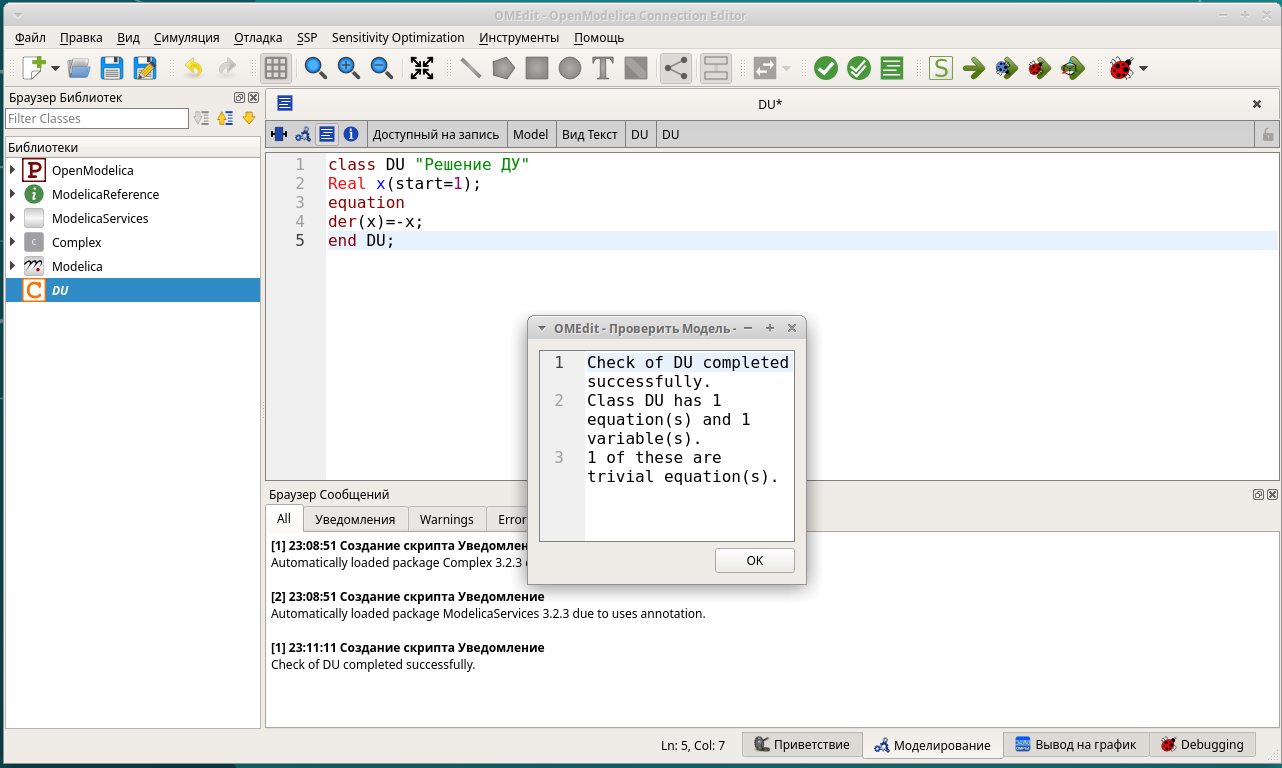 OMEdit - OpenModelica Connection Editor
Файл Правка Вид Симуляция Отладка SSP Sensitivity Optimization Инструменты Помощь
S
Браузер Библиотек
Filter Classes
Библиотеки
P OpenModelica
i ModelicaReference
ModelicaServices
C Complex
Modelica
C DU
DU*
Доступный на запись Model Вид Текст DU DU
1 class DU "Решение ДУ"
2 Real x(start=1);
3 equation
4 der(x)=-x;
5 end DU;
OMEdit - Проверить Модель -
1 Check of DU completed
successfully.
2 Class DU has 1
equation(s) and 1
variable(s).
3 1 of these are
trivial equation(s).
OK
Браузер Сообщений
All Уведомления Warnings Error
[1] 23:08:51 Создание скрипта Уведомлен
Automatically loaded package Complex 3.2.3
[2] 23:08:51 Создание скрипта Уведомление
Automatically loaded package ModelicaServices 3.2.3 due to uses annotation.
[1] 23:11:11 Создание скрипта Уведомление
Check of DU completed successfully.
Ln: 5, Col: 7 Приветствие Моделирование Вывод на график Debugging